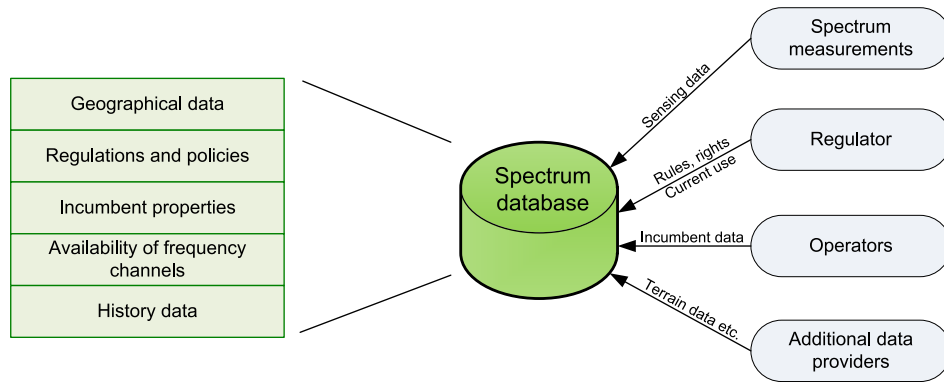 Geographical data
Regulations and policies
Incumbent properties
Availability of frequency
channels
History data
Spectrum
database
Sensing data
Rules, rights
Current use
Incumbent data
Terrain data etc.
Spectrum
measurements
Regulator
Operators
Additional data
providers